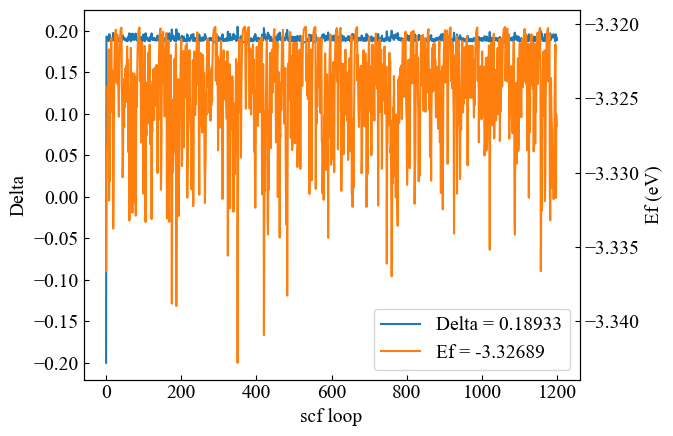 0.20
0.15
0.10
0.05
0.00
−0.05
−0.10
−0.15
−0.20
Delta
−3.320
−3.325
−3.330
−3.335
−3.340
Ef (eV)
Delta = 0.18933
Ef = -3.32689
0 200 400 600 800 1000 1200
scf loop